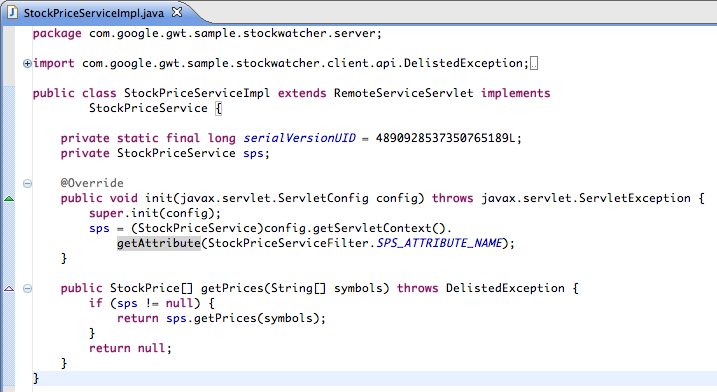 StockPriceServiceImpl.java
package com.google.gwt.sample.stockwatcher.server;
import com.google.gwt.sample.stockwatcher.client.api.DelistedException;
public class StockPriceServiceImpl extends RemoteServiceServlet implements
StockPriceService {
private static final long serialVersionUID = 4890928537350765189L;
private StockPriceService sps;
@Override
public void init(javax.servlet.ServletConfig config) throws javax.servlet.ServletException {
super.init(config);
sps = (StockPriceService)config.getServletContext().
getAttribute(StockPriceServiceFilter.SPS_ATTRIBUTE_NAME);
}
public StockPrice[] getPrices(String[] symbols) throws DelistedException {
if (sps != null) {
return sps.getPrices(symbols);
}
return null;
}
}